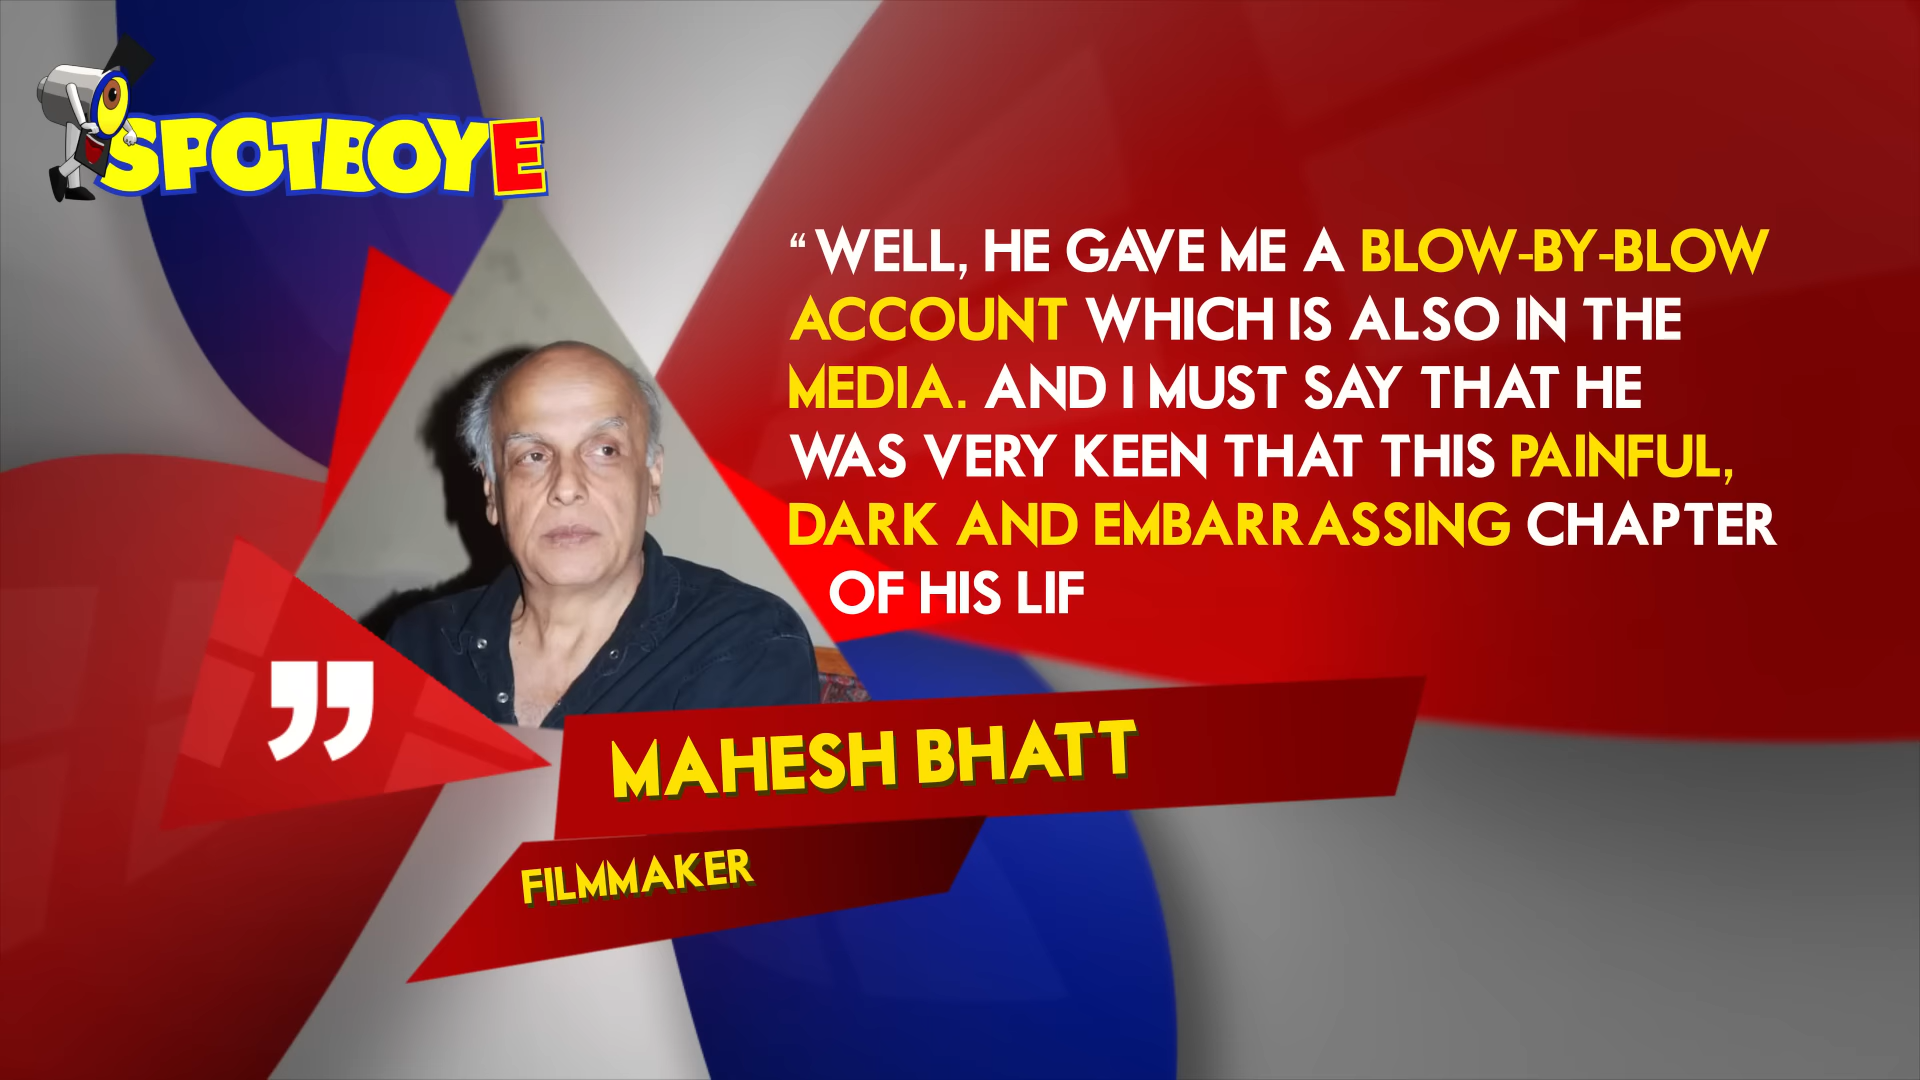 SPOTBOYE
“ WELL, HE GAVE ME A BLOW-BY-BLOW
ACCOUNT WHICH IS ALSO IN THE
MEDIA. AND I MUST SAY THAT HE
WAS VERY KEEN THAT THIS PAINFUL,
DARK AND EMBARRASSING CHAPTER
OF HIS LIF
”
MAHESH BHATT
FILMMAKER